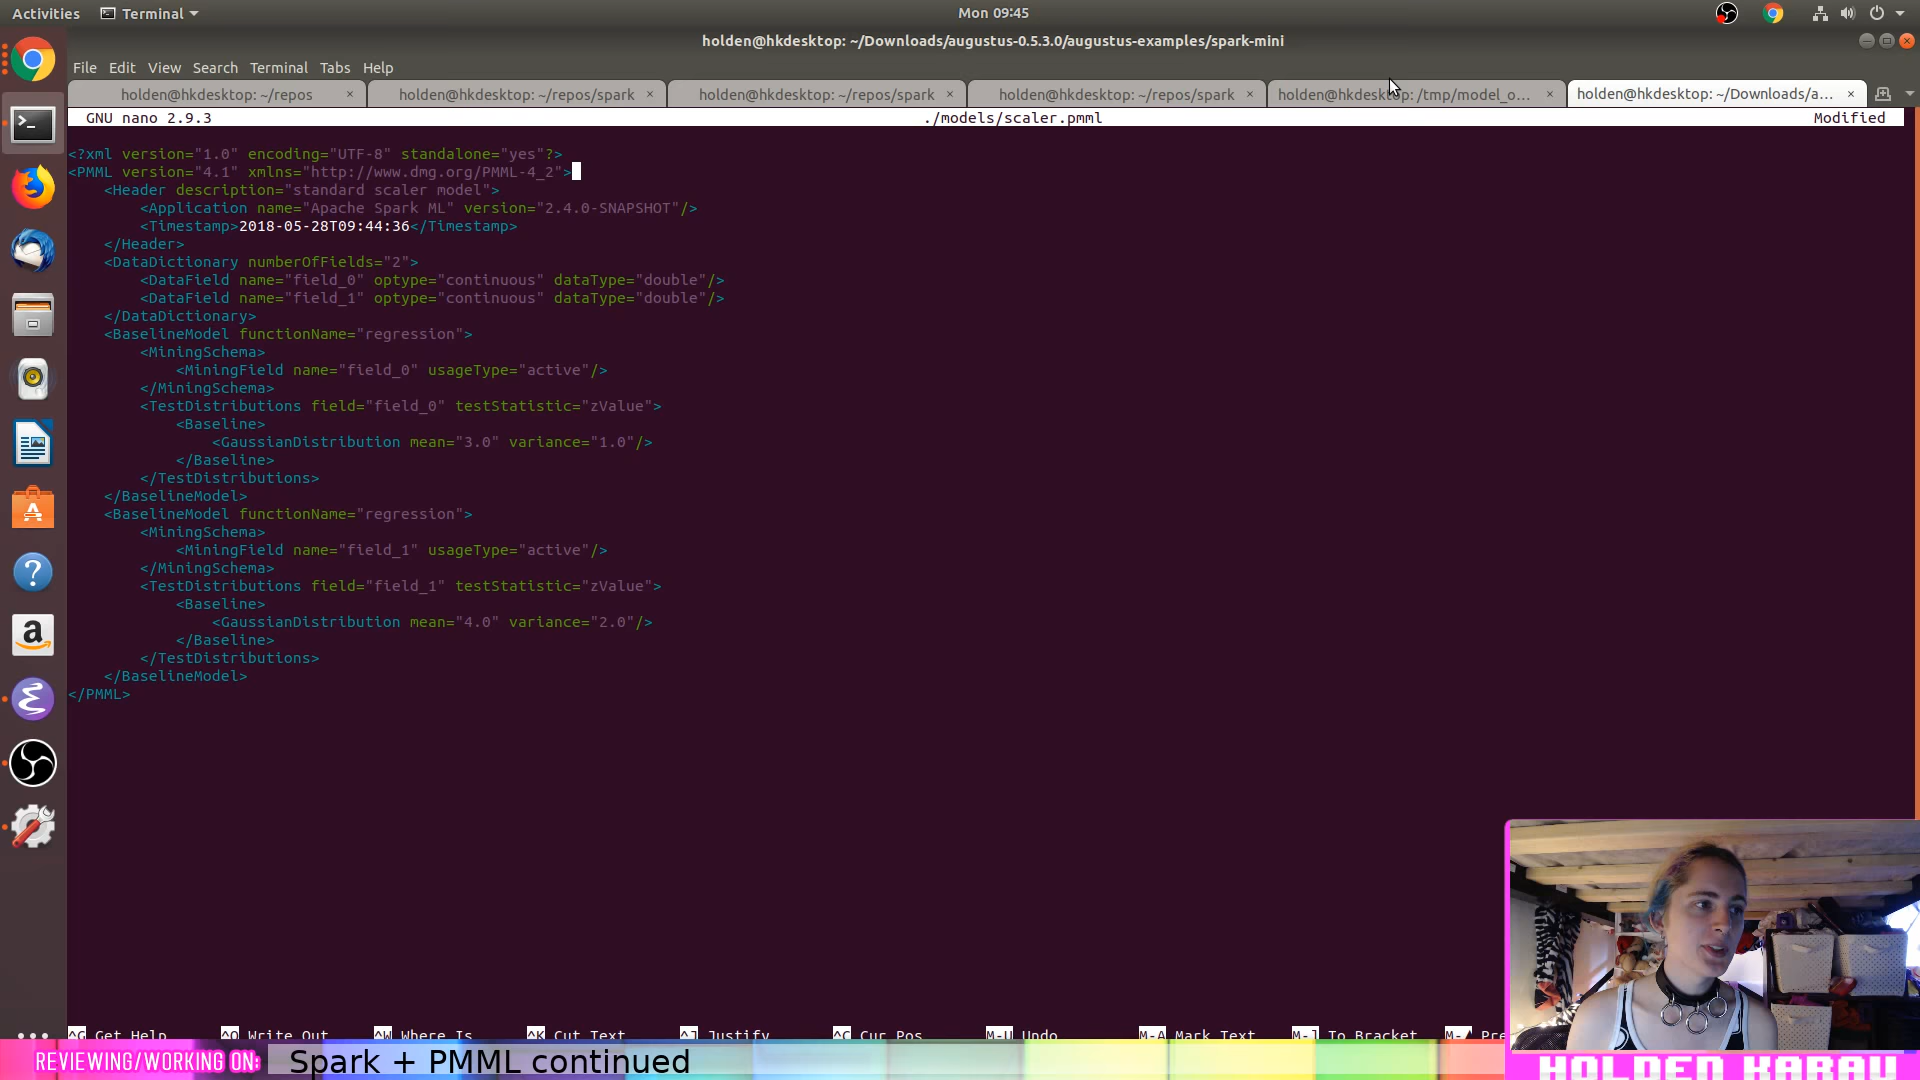 Activities
Terminal
Mon 09:45
holden@hkdesktop: ~/Downloads/augustus-0.5.3.0/augustus-examples/spark-mini
File Edit View Search Terminal Tabs Help
holden@hkdesktop: ~/repos ×
holden@hkdesktop: ~/repos/spark ×
holden@hkdesktop: ~/repos/spark ×
holden@hkdesktop: ~/repos/spark ×
holden@hkdesktop: /tmp/model_o... ×
holden@hkdesktop: ~/Downloads/a... ×
GNU nano 2.9.3 ./models/scaler.pmml Modified
<?xml version="1.0" encoding="UTF-8" standalone="yes"?>
<PMML version="4.1" xmlns="http://www.dmg.org/PMML-4_2">
<Header description="standard scaler model">
<Application name="Apache Spark ML" version="2.4.0-SNAPSHOT"/>
<Timestamp>2018-05-28T09:44:36</Timestamp>
</Header>
<DataDictionary numberOfFields="2">
<DataField name="field_0" optype="continuous" dataType="double"/>
<DataField name="field_1" optype="continuous" dataType="double"/>
</DataDictionary>
<BaselineModel functionName="regression">
<MiningSchema>
<MiningField name="field_0" usageType="active"/>
</MiningSchema>
<TestDistributions field="field_0" testStatistic="zValue">
<Baseline>
<GaussianDistribution mean="3.0" variance="1.0"/>
</Baseline>
</TestDistributions>
</BaselineModel>
<BaselineModel functionName="regression">
<MiningSchema>
<MiningField name="field_1" usageType="active"/>
</MiningSchema>
<TestDistributions field="field_1" testStatistic="zValue">
<Baseline>
<GaussianDistribution mean="4.0" variance="2.0"/>
</Baseline>
</TestDistributions>
</BaselineModel>
</PMML>
^G Get Help ^O Write Out ^W Where Is ^K Cut Text ^J Justify ^C Cur Pos M-U Undo M-A Mark Text M-] To Bracket
REVIEWING/WORKING ON: Spark + PMML continued
HOLDEN KARAU